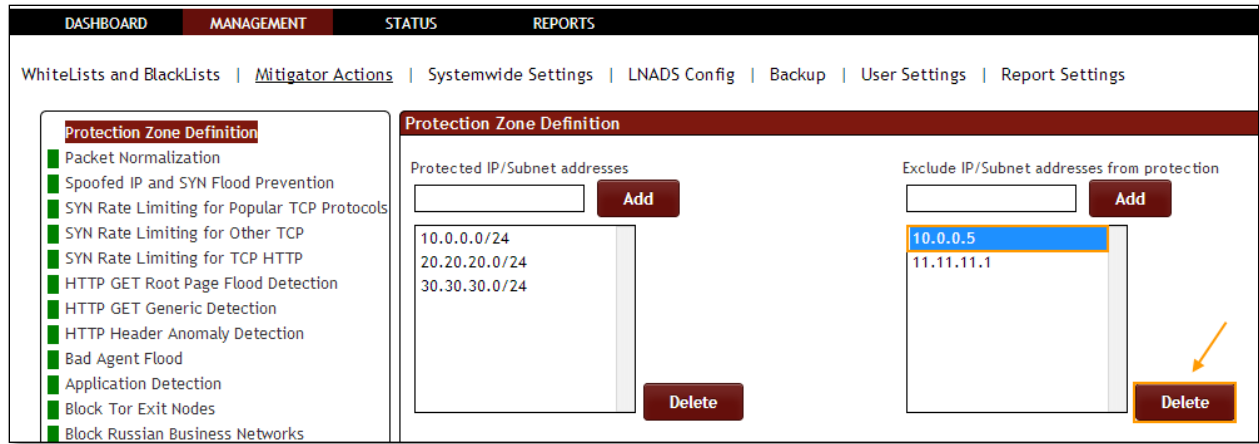 DASHBOARD MANAGEMENT STATUS REPORTS
WhiteLists and BlackLists | Mitigator Actions | Systemwide Settings | LNADS Config | Backup | User Settings | Report Settings
Protection Zone Definition
Packet Normalization
Spoofed IP and SYN Flood Prevention
SYN Rate Limiting for Popular TCP Protocols
SYN Rate Limiting for Other TCP
SYN Rate Limiting for TCP HTTP
HTTP GET Root Page Flood Detection
HTTP GET Generic Detection
HTTP Header Anomaly Detection
Bad Agent Flood
Application Detection
Block Tor Exit Nodes
Block Russian Business Networks
Protection Zone Definition
Protected IP/Subnet addresses
Add
10.0.0.0/24
20.20.20.0/24
30.30.30.0/24
Delete
Exclude IP/Subnet addresses from protection
Add
10.0.0.5
11.11.11.1
Delete